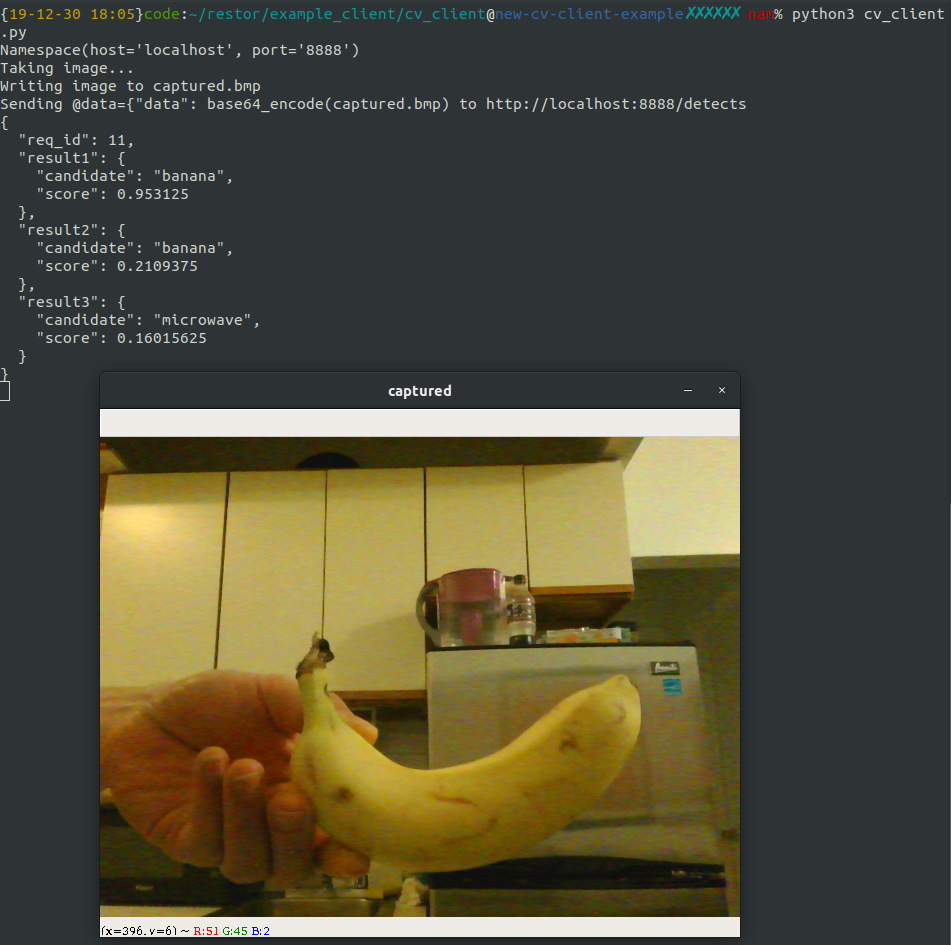 {19-12-30 18:05}code:~/restor/example_client/cv_client@new-cv-client-example✗✗✗✗✗✗ nam% python3 cv_client
.py
Namespace(host='localhost', port='8888')
Taking image...
Writing image to captured.bmp
Sending @data={"data": base64_encode(captured.bmp) to http://localhost:8888/detects
{
  "req_id": 11,
  "result1": {
    "candidate": "banana",
    "score": 0.953125
  },
  "result2": {
    "candidate": "banana",
    "score": 0.2109375
  },
  "result3": {
    "candidate": "microwave",
    "score": 0.16015625
  }
}
captured
(x=396, y=6) ~ R:51 G:45 B:2